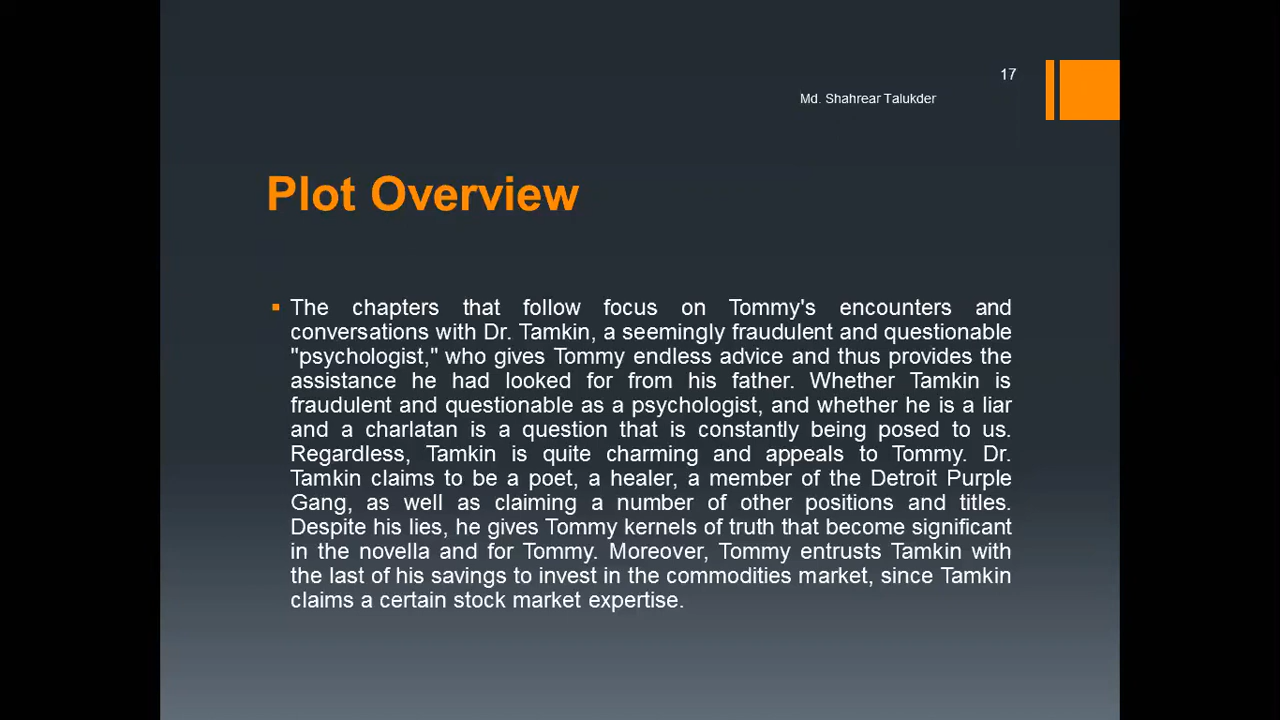 17
Md. Shahrear Talukder
Plot Overview
The chapters that follow focus on Tommy's encounters and
conversations with Dr. Tamkin, a seemingly fraudulent and questionable
"psychologist," who gives Tommy endless advice and thus provides the
assistance he had looked for from his father. Whether Tamkin is
fraudulent and questionable as a psychologist, and whether he is a liar
and a charlatan is a question that is constantly being posed to us.
Regardless, Tamkin is quite charming and appeals to Tommy. Dr.
Tamkin claims to be a poet, a healer, a member of the Detroit Purple
Gang, as well as claiming a number of other positions and titles.
Despite his lies, he gives Tommy kernels of truth that become significant
in the novella and for Tommy. Moreover, Tommy entrusts Tamkin with
the last of his savings to invest in the commodities market, since Tamkin
claims a certain stock market expertise.